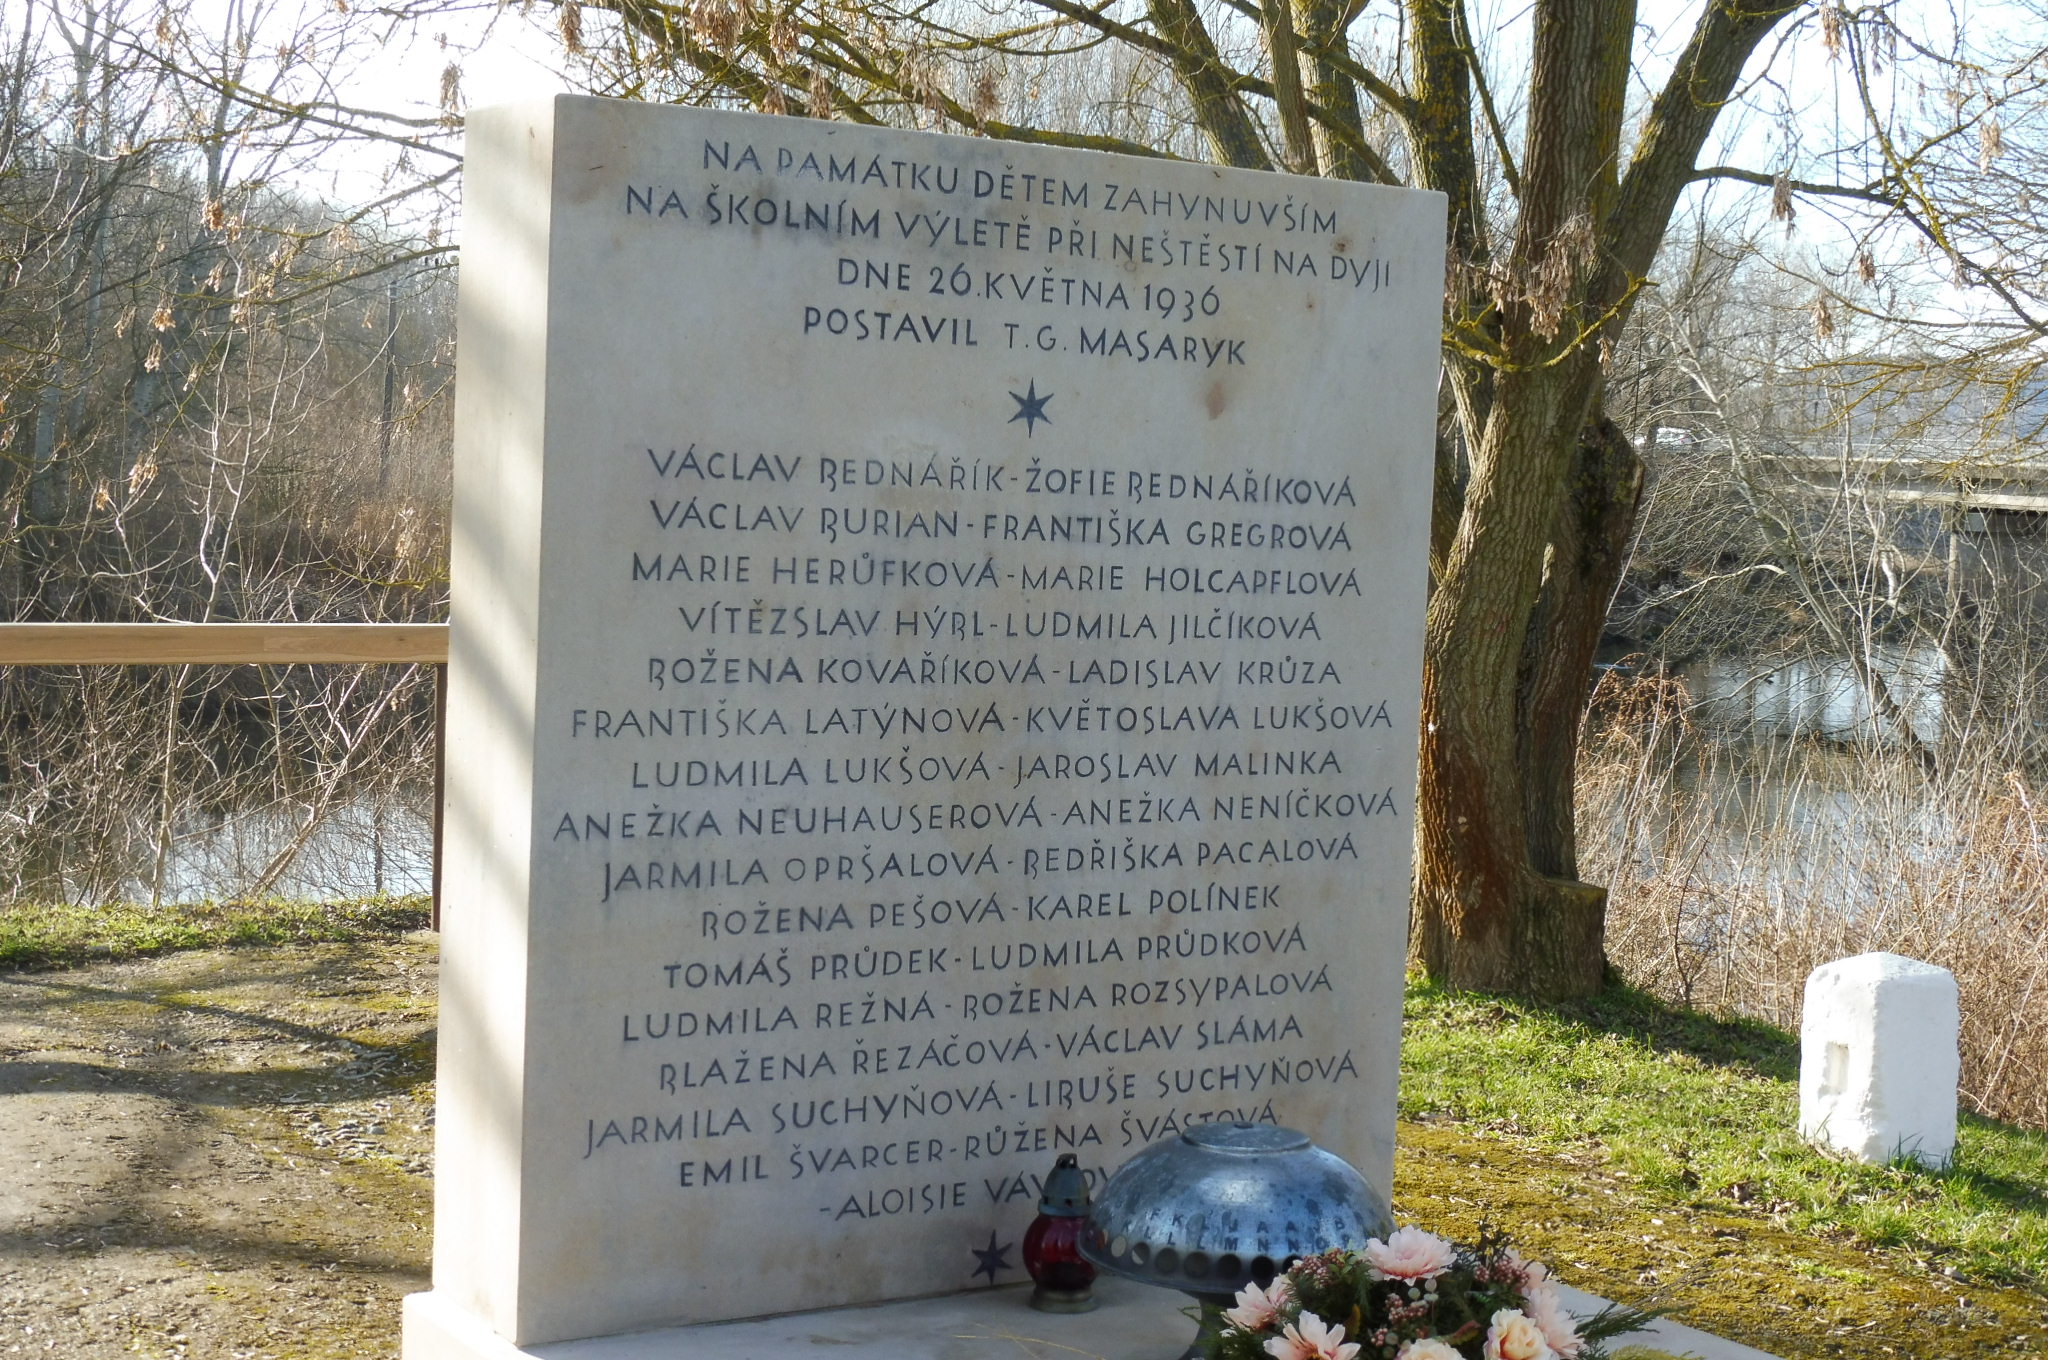 NA PAMÁTKU DĚTEM ZAHYNUVŠÍM
NA ŠKOLNÍM VÝLETĚ PŘI NEŠTĚSTÍ NA DYJI
DNE 26. KVĚTNA 1936
POSTAVIL T. G. MASARYK
VÁCLAV BEDNÁŘÍK - ŽOFIE BEDNÁŘÍKOVÁ
VÁCLAV BURIAN - FRANTIŠKA GREGROVÁ
MARIE HERŮFKOVÁ - MARIE HOLCAPFLOVÁ
VÍTĚZSLAV HÝBL - LUDMILA JILČÍKOVÁ
BOŽENA KOVAŘÍKOVÁ - LADISLAV KRŮZA
FRANTIŠKA LATÝNOVÁ - KVĚTOSLAVA LUKŠOVÁ
LUDMILA LUKŠOVÁ - JAROSLAV MALINKA
ANEŽKA NEUHAUSEROVÁ - ANEŽKA NENÍČKOVÁ
JARMILA OPRŠALOVÁ - BEDŘIŠKA PACALOVÁ
BOŽENA PEŠOVÁ - KAREL POLÍNEK
TOMÁŠ PRŮDEK - LUDMILA PRŮDKOVÁ
LUDMILA REŽNÁ - BOŽENA ROZSYPALOVÁ
BLAŽENA ŘEZÁČOVÁ - VÁCLAV SLÁMA
JARMILA SUCHYŇOVÁ - LIBUŠE SUCHYŇOVÁ
EMIL ŠVARCER - RŮŽENA ŠVÁSTOVÁ
- ALOISIE